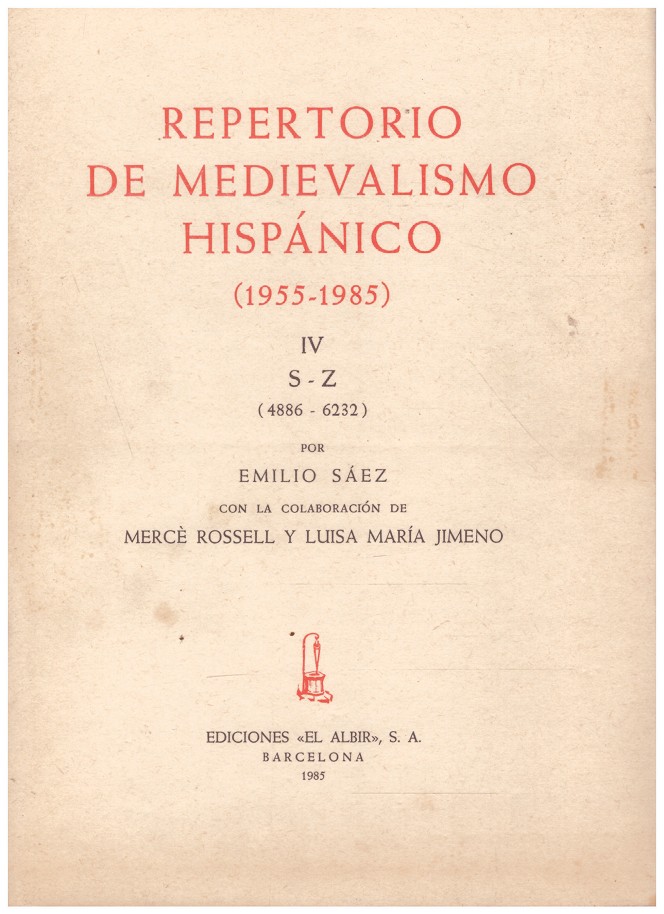 REPERTORIO
DE MEDIEVALISMO
HISPÁNICO
(1955-1985)
IV
S - Z
(4886 - 6232)
POR
EMILIO SÁEZ
CON LA COLABORACIÓN DE
MERCÈ ROSSELL Y LUISA MARÍA JIMENO
EDICIONES «EL ALBIR», S. A.
BARCELONA
1985